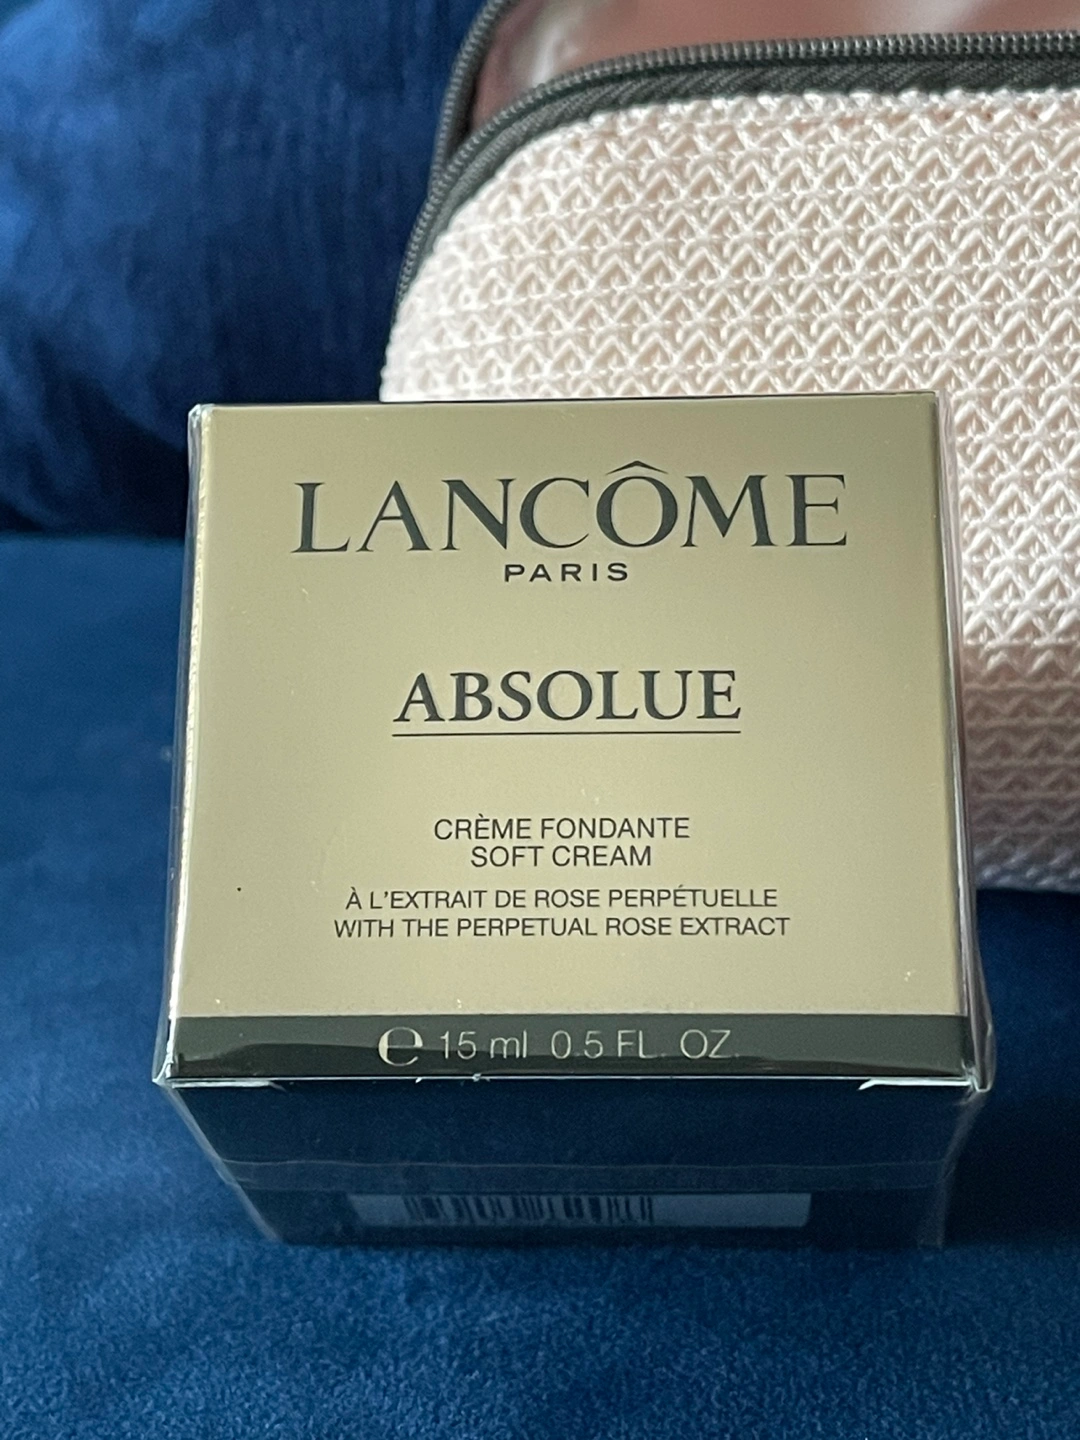 LANCÔME
PARIS
ABSOLUE
CRÈME FONDANTE
SOFT CREAM
À L'EXTRAIT DE ROSE PERPÉTUELLE
WITH THE PERPETUAL ROSE EXTRACT
℮ 15 ml 0.5 FL. OZ.